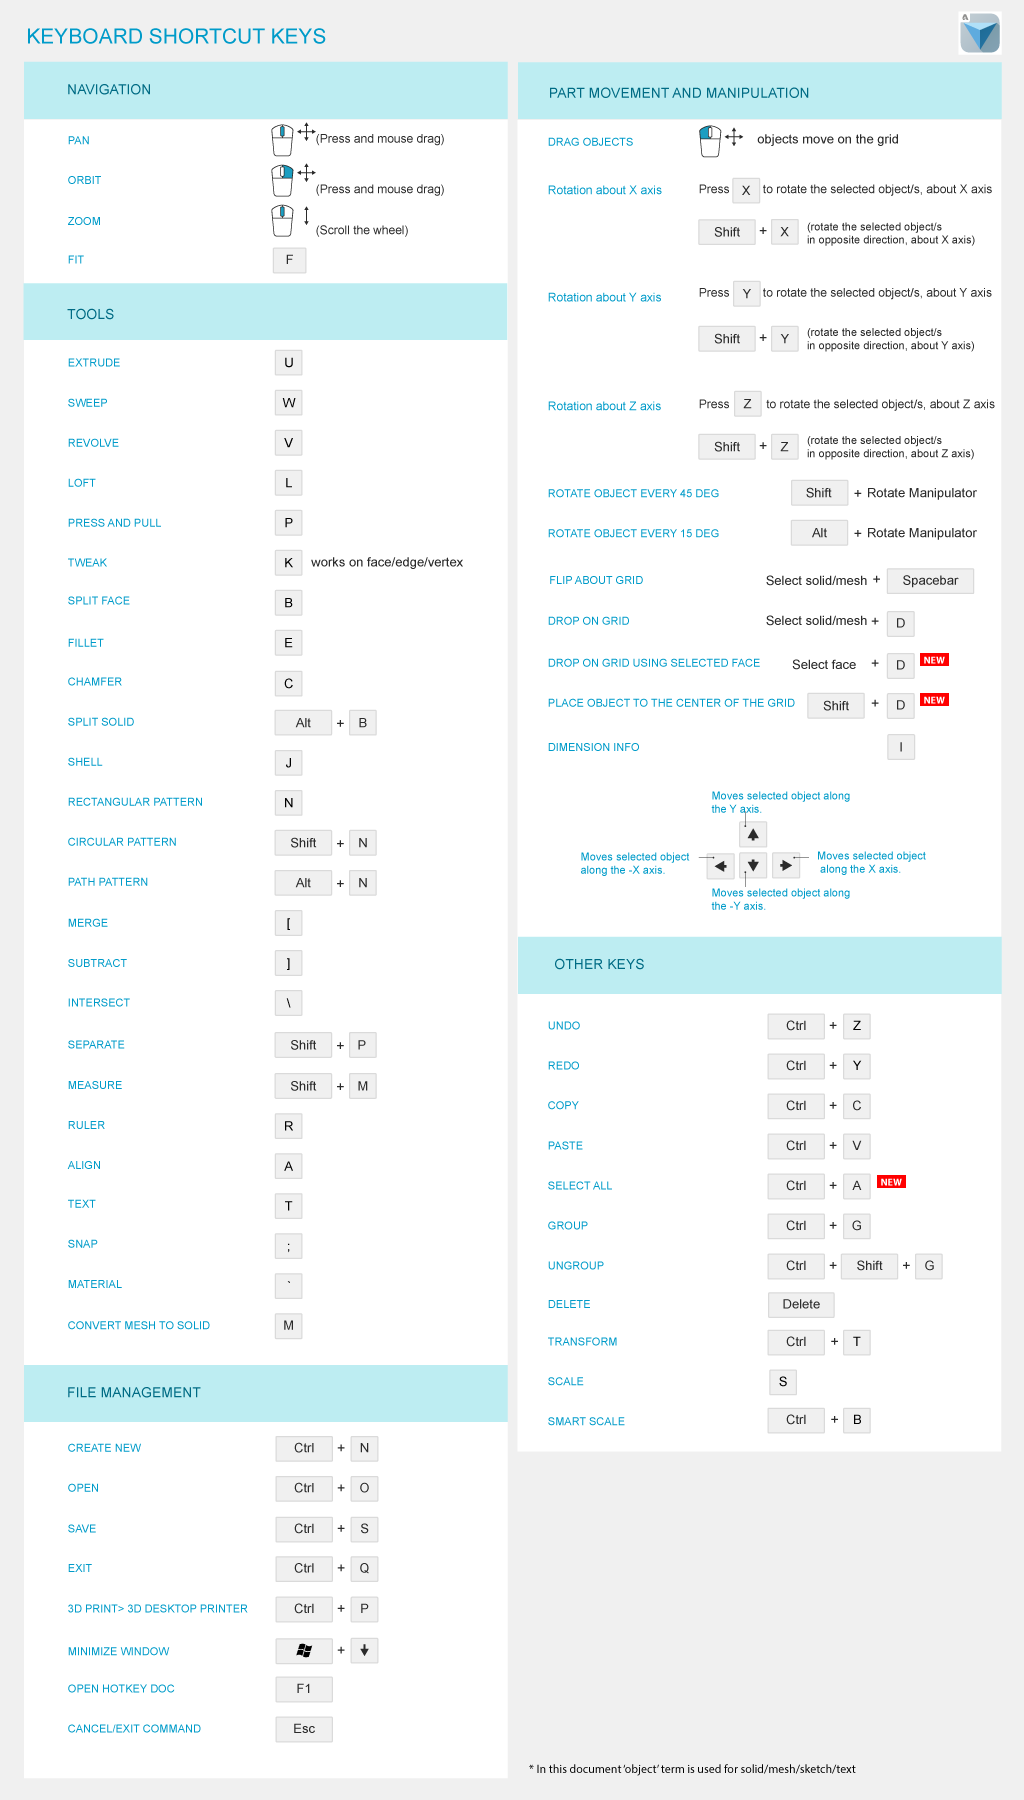 KEYBOARD SHORTCUT KEYS
NAVIGATION
PAN (Press and mouse drag)
ORBIT (Press and mouse drag)
ZOOM (Scroll the wheel)
FIT F
TOOLS
EXTRUDE U
SWEEP W
REVOLVE V
LOFT L
PRESS AND PULL P
TWEAK K works on face/edge/vertex
SPLIT FACE B
FILLET E
CHAMFER C
SPLIT SOLID Alt + B
SHELL J
RECTANGULAR PATTERN N
CIRCULAR PATTERN Shift + N
PATH PATTERN Alt + N
MERGE [
SUBTRACT ]
INTERSECT \
SEPARATE Shift + P
MEASURE Shift + M
RULER R
ALIGN A
TEXT T
SNAP ;
MATERIAL `
CONVERT MESH TO SOLID M
FILE MANAGEMENT
CREATE NEW Ctrl + N
OPEN Ctrl + O
SAVE Ctrl + S
EXIT Ctrl + Q
3D PRINT> 3D DESKTOP PRINTER Ctrl + P
MINIMIZE WINDOW +
OPEN HOTKEY DOC F1
CANCEL/EXIT COMMAND Esc
PART MOVEMENT AND MANIPULATION
DRAG OBJECTS objects move on the grid
Rotation about X axis Press X to rotate the selected object/s, about X axis
Shift + X (rotate the selected object/s
in opposite direction, about X axis)
Rotation about Y axis Press Y to rotate the selected object/s, about Y axis
Shift + Y (rotate the selected object/s
in opposite direction, about Y axis)
Rotation about Z axis Press Z to rotate the selected object/s, about Z axis
Shift + Z (rotate the selected object/s
in opposite direction, about Z axis)
ROTATE OBJECT EVERY 45 DEG Shift + Rotate Manipulator
ROTATE OBJECT EVERY 15 DEG Alt + Rotate Manipulator
FLIP ABOUT GRID Select solid/mesh + Spacebar
DROP ON GRID Select solid/mesh + D
DROP ON GRID USING SELECTED FACE Select face + D NEW
PLACE OBJECT TO THE CENTER OF THE GRID Shift + D NEW
DIMENSION INFO I
Moves selected object along
the Y axis.
Moves selected object
along the -X axis.
Moves selected object
along the X axis.
Moves selected object along
the -Y axis.
OTHER KEYS
UNDO Ctrl + Z
REDO Ctrl + Y
COPY Ctrl + C
PASTE Ctrl + V
SELECT ALL Ctrl + A NEW
GROUP Ctrl + G
UNGROUP Ctrl + Shift + G
DELETE Delete
TRANSFORM Ctrl + T
SCALE S
SMART SCALE Ctrl + B
* In this document 'object' term is used for solid/mesh/sketch/text